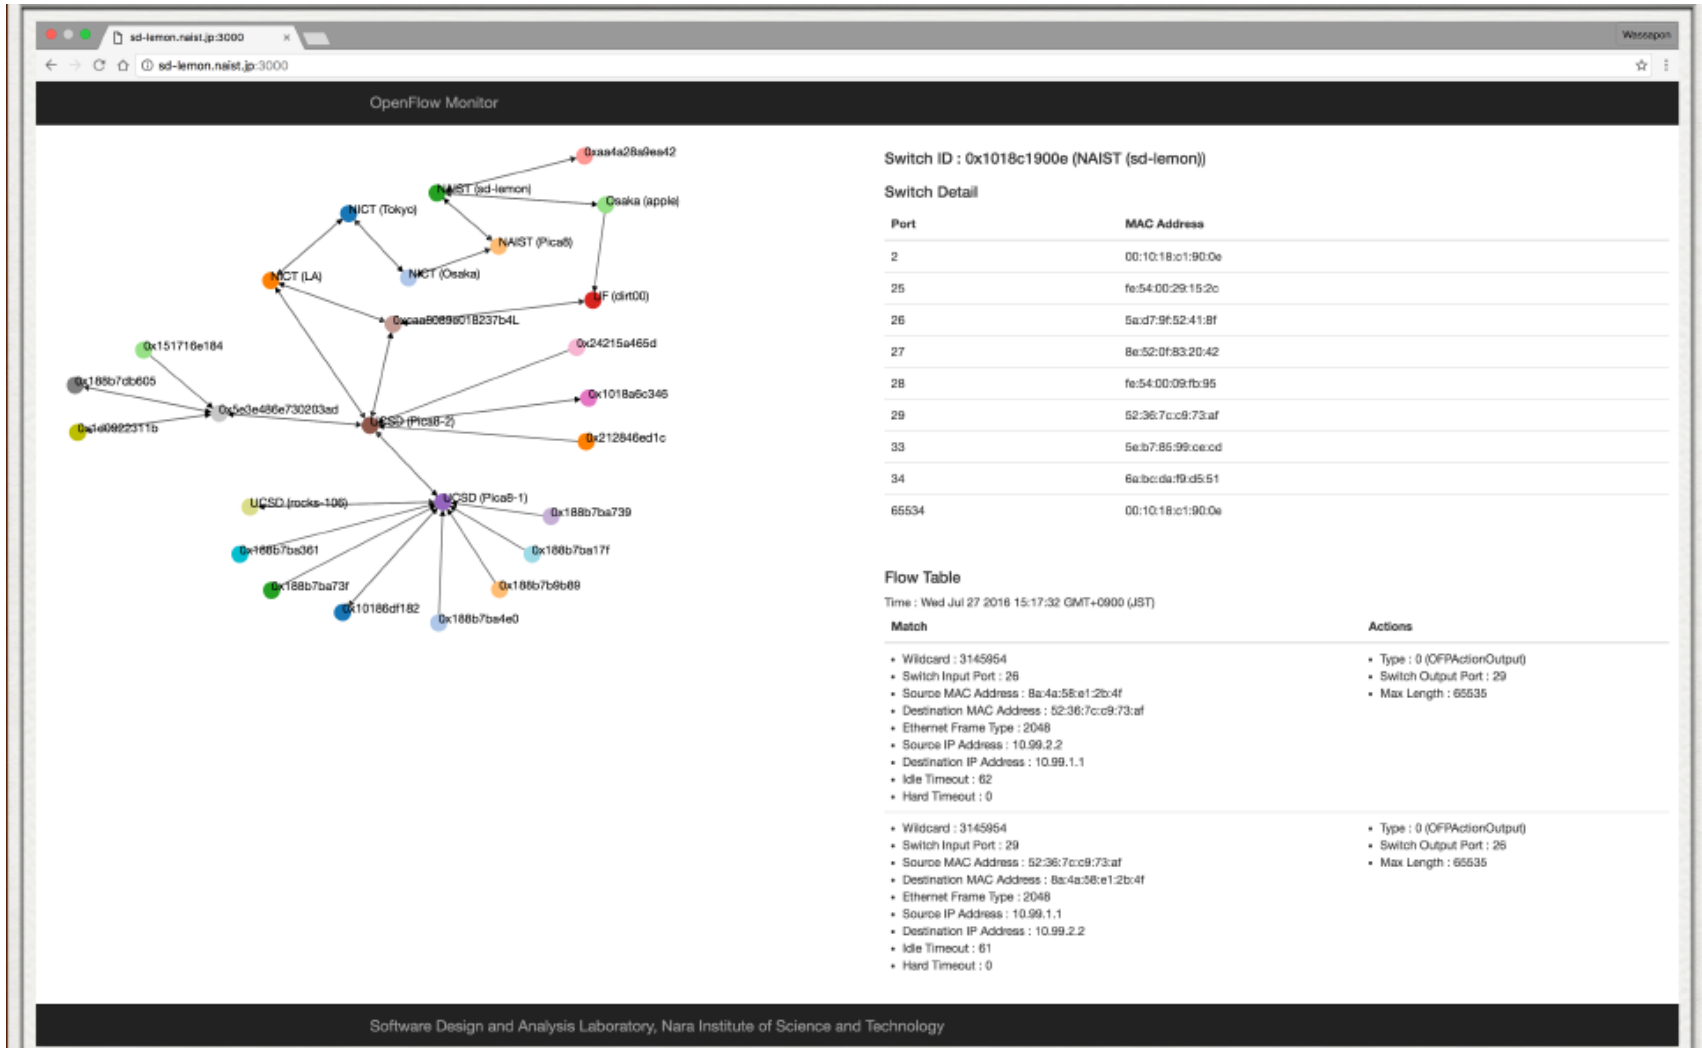 sd-lemon.naist.jp:3000
Wassapon
sd-lemon.naist.jp:3000
OpenFlow Monitor
0xaa4a28a9ea42
NAIST (sd-lemon)
Osaka (apple)
NICT (Tokyo)
NAIST (Pica8)
NICT (LA)
NICT (Osaka)
UF (dirt00)
0x151716e184
0x24215a465d
0x188b7db605
0x1018a6c346
0x5e3e486e730203ad
UCSD (Pica8-2)
0x212846ed1c
UCSD (Pica8-1)
UCSD (rocks-106)
0x188b7ba739
0x188b7ba361
0x188b7ba17f
0x188b7ba73f
0x188b7b9b89
0x10186df182
0x188b7ba4e0
Switch ID : 0x1018c1900e (NAIST (sd-lemon))
Switch Detail
Port MAC Address
2 00:10:18:c1:90:0e
25 fe:54:00:29:15:2c
26 5a:d7:9f:52:41:8f
27 8e:52:0f:83:20:42
28 fe:54:00:09:fb:95
29 52:36:7c:c9:73:af
33 5e:b7:85:99:ce:cd
34 6a:bc:da:f9:d5:51
65534 00:10:18:c1:90:0e
Flow Table
Time : Wed Jul 27 2016 15:17:32 GMT+0900 (JST)
Match Actions
• Wildcard : 3145954
• Switch Input Port : 26
• Source MAC Address : 8a:4a:58:e1:2b:4f
• Destination MAC Address : 52:36:7c:c9:73:af
• Ethernet Frame Type : 2048
• Source IP Address : 10.99.2.2
• Destination IP Address : 10.99.1.1
• Idle Timeout : 62
• Hard Timeout : 0
• Type : 0 (OFPActionOutput)
• Switch Output Port : 29
• Max Length : 65535
• Wildcard : 3145954
• Switch Input Port : 29
• Source MAC Address : 52:36:7c:c9:73:af
• Destination MAC Address : 8a:4a:58:e1:2b:4f
• Ethernet Frame Type : 2048
• Source IP Address : 10.99.1.1
• Destination IP Address : 10.99.2.2
• Idle Timeout : 61
• Hard Timeout : 0
• Type : 0 (OFPActionOutput)
• Switch Output Port : 26
• Max Length : 65535
Software Design and Analysis Laboratory, Nara Institute of Science and Technology